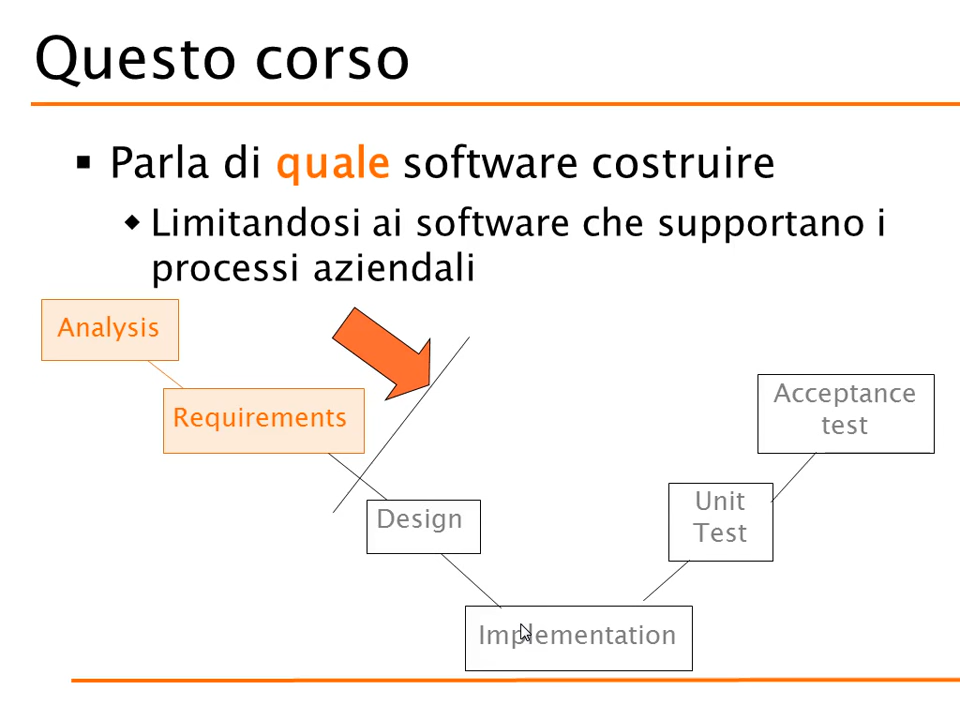 Questo corso
Parla di quale software costruire
Limitandosi ai software che supportano i
processi aziendali
Analysis
Requirements
Design
Implementation
Unit
Test
Acceptance
test